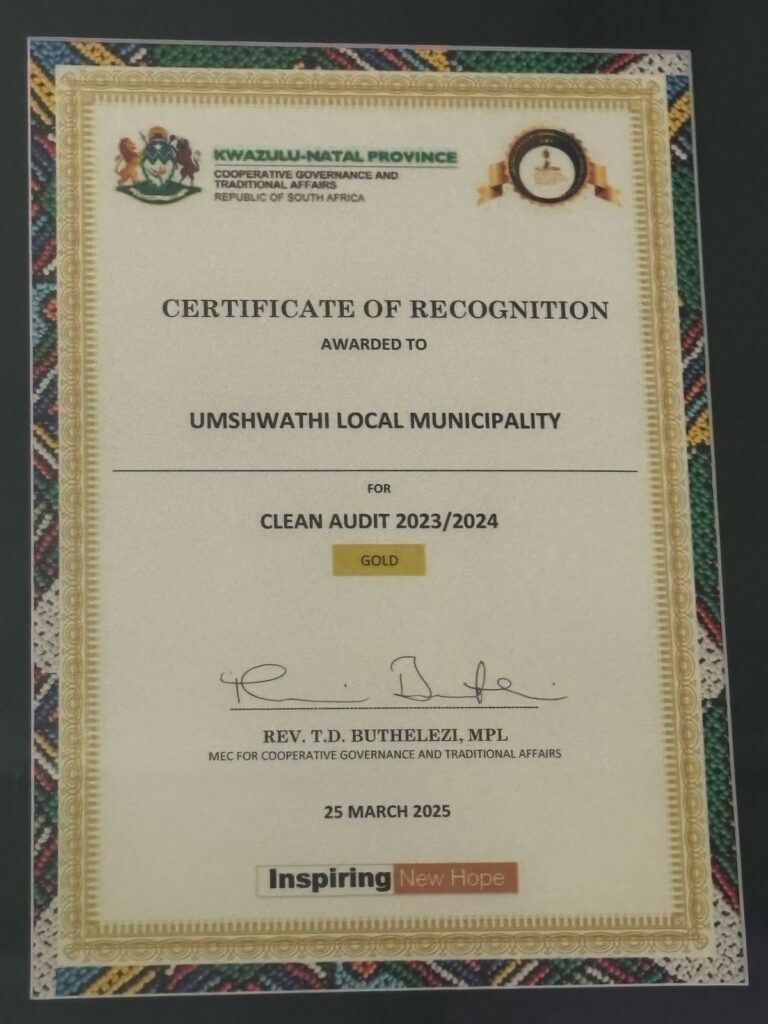 KWAZULU-NATAL PROVINCE
COOPERATIVE GOVERNANCE AND
TRADITIONAL AFFAIRS
REPUBLIC OF SOUTH AFRICA
CERTIFICATE OF RECOGNITION
AWARDED TO
UMSHWATHI LOCAL MUNICIPALITY
FOR
CLEAN AUDIT 2023/2024
GOLD
REV. T.D. BUTHELEZI, MPL
MEC FOR COOPERATIVE GOVERNANCE AND TRADITIONAL AFFAIRS
25 MARCH 2025
Inspiring New Hope